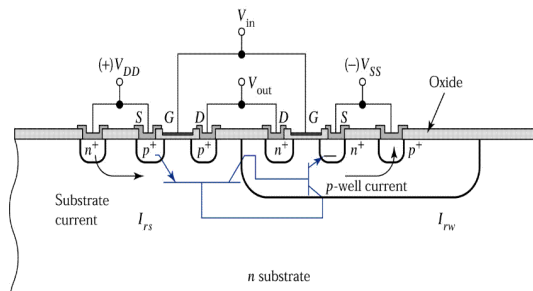 V_in
(+)V_DD
V_out
(−)V_SS
Oxide
S G D D G S
n⁺ p⁺ p⁺ n⁺ n⁺ p⁺
Substrate
current
I_rs
p-well current
I_rw
n substrate